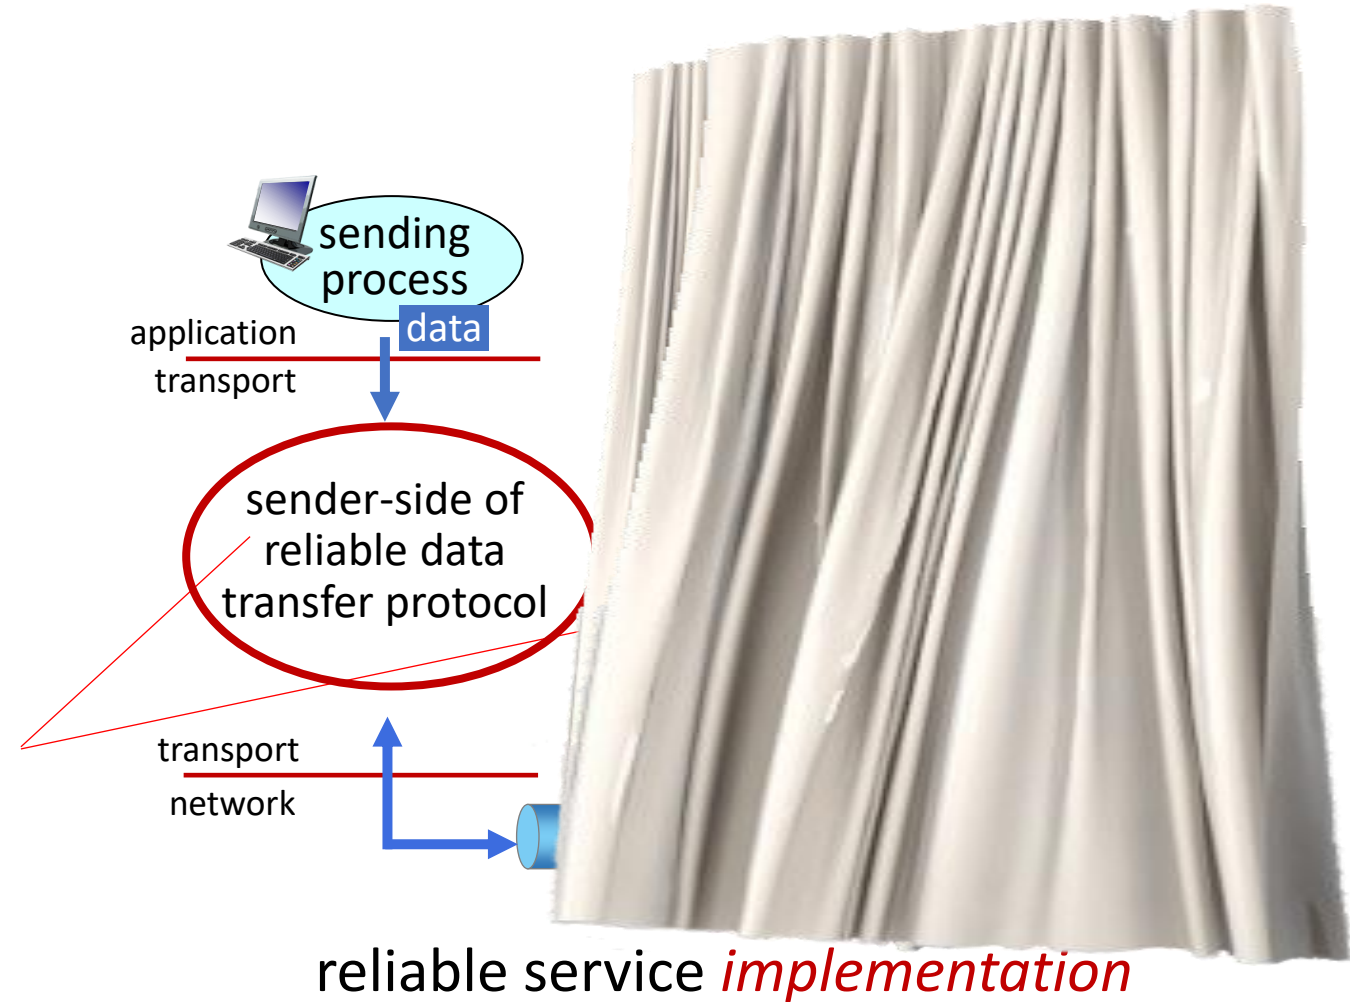 sending
process
data
application
transport
sender-side of
reliable data
transfer protocol
transport
network
reliable service implementation